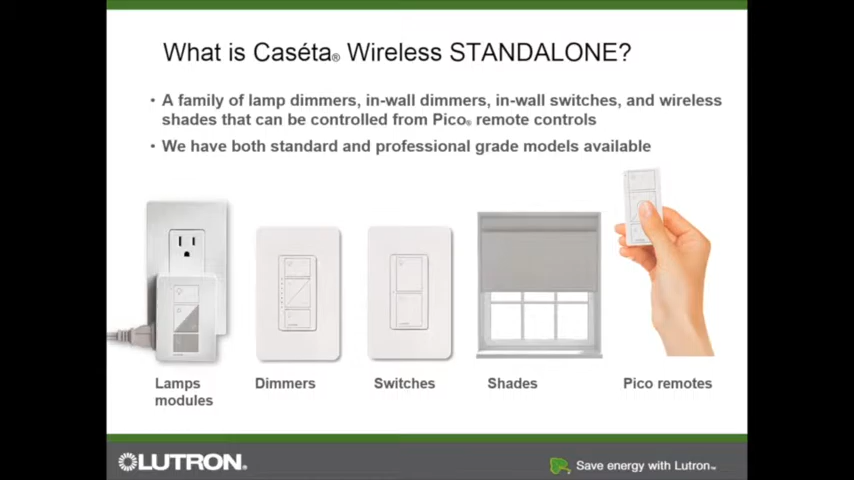 What is Caséta® Wireless STANDALONE?
• A family of lamp dimmers, in-wall dimmers, in-wall switches, and wireless
shades that can be controlled from Pico® remote controls
• We have both standard and professional grade models available
Lamps
modules
Dimmers
Switches
Shades
Pico remotes
LUTRON®
Save energy with Lutron™